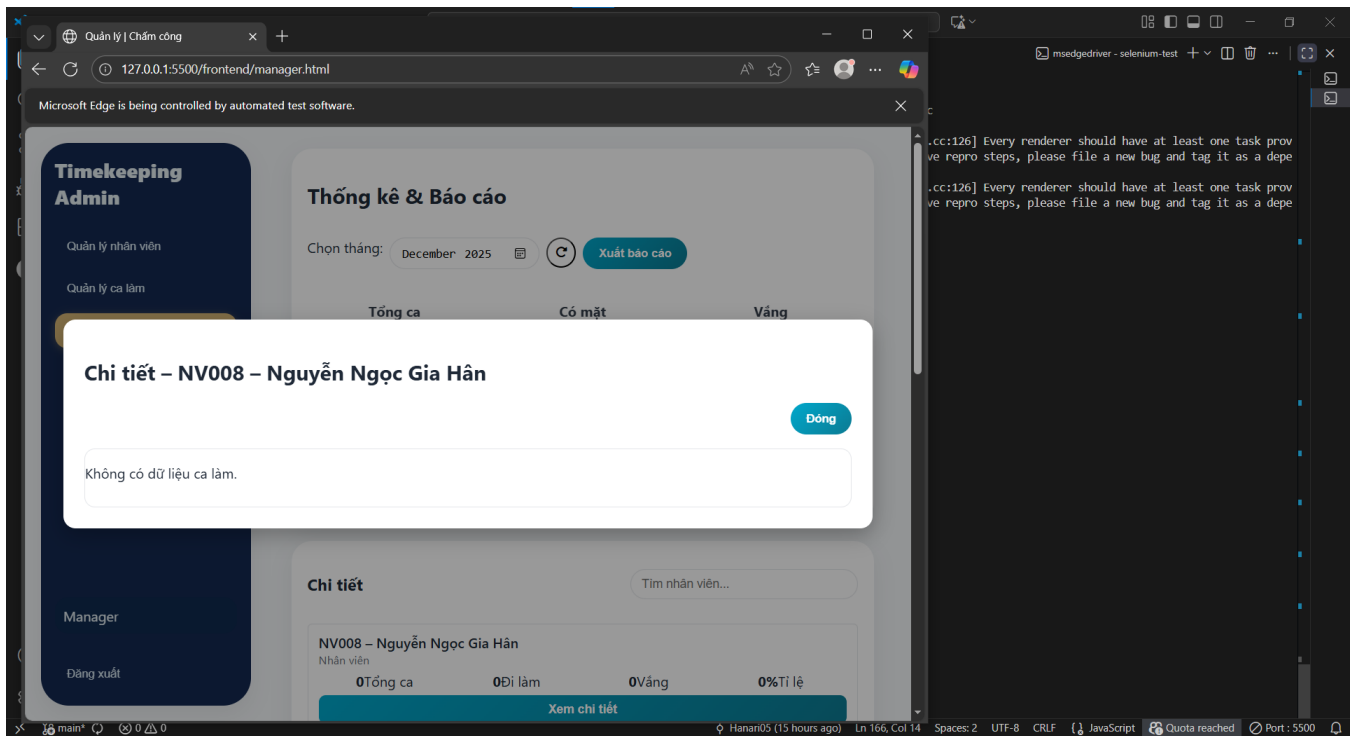 Quản lý | Chấm công
127.0.0.1:5500/frontend/manager.html
Microsoft Edge is being controlled by automated test software.
msedgedriver - selenium-test
.cc:126] Every renderer should have at least one task prov
ve repro steps, please file a new bug and tag it as a depe
.cc:126] Every renderer should have at least one task prov
ve repro steps, please file a new bug and tag it as a depe
Timekeeping
Admin
Quản lý nhân viên
Quản lý ca làm
Thống kê & Báo cáo
Chọn tháng: December 2025 Xuất báo cáo
Tổng ca Có mặt Vắng
Chi tiết – NV008 – Nguyễn Ngọc Gia Hân
Đóng
Không có dữ liệu ca làm.
Chi tiết
Tìm nhân viên...
NV008 – Nguyễn Ngọc Gia Hân
Nhân viên
0Tổng ca 0Đi làm 0Vắng 0%Tỉ lệ
Xem chi tiết
Manager
Đăng xuất
main* 0 0 Hanari05 (15 hours ago) Ln 166, Col 14 Spaces: 2 UTF-8 CRLF { } JavaScript Quota reached Port : 5500